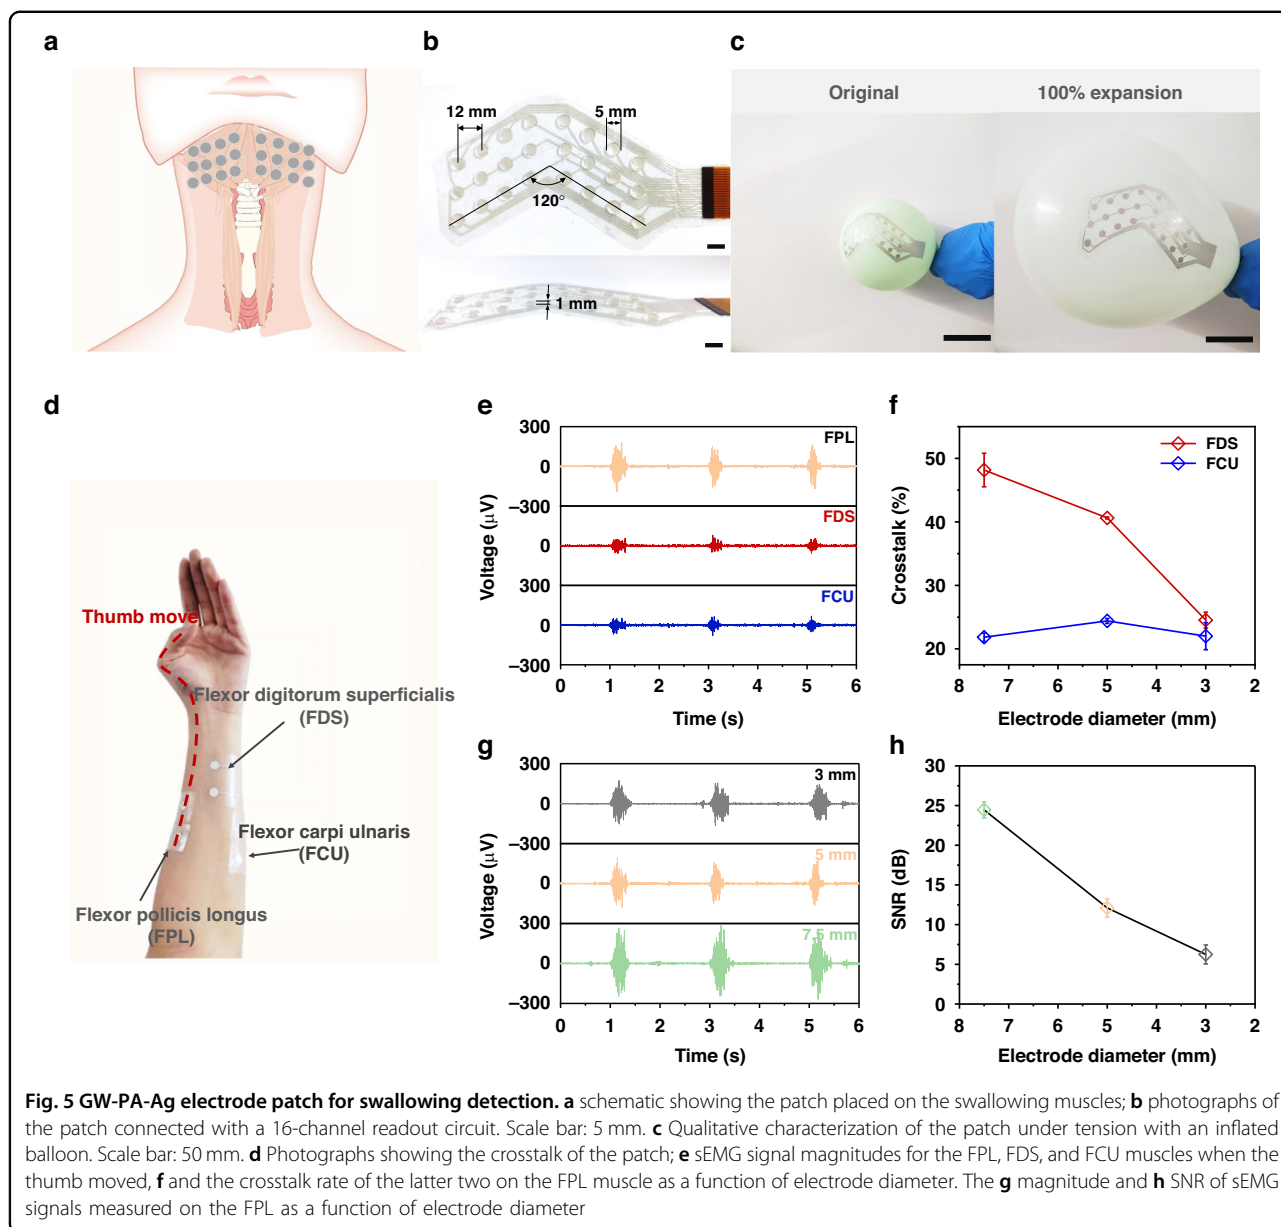 a
b
12 mm
5 mm
120°
1 mm
c
Original
100% expansion
d
Thumb move
Flexor digitorum superficialis
(FDS)
Flexor carpi ulnaris
(FCU)
Flexor pollicis longus
(FPL)
e
300
0
−300
0
300
0
−300
Voltage (µV)
FPL
FDS
FCU
0 1 2 3 4 5 6
Time (s)
f
50
40
30
20
Crosstalk (%)
FDS
FCU
8 7 6 5 4 3 2
Electrode diameter (mm)
g
300
0
−300
0
300
0
−300
Voltage (µV)
3 mm
5 mm
7.5 mm
0 1 2 3 4 5 6
Time (s)
h
30
25
20
15
10
5
0
SNR (dB)
8 7 6 5 4 3 2
Electrode diameter (mm)
Fig. 5 GW-PA-Ag electrode patch for swallowing detection. a schematic showing the patch placed on the swallowing muscles; b photographs of
the patch connected with a 16-channel readout circuit. Scale bar: 5 mm. c Qualitative characterization of the patch under tension with an inflated
balloon. Scale bar: 50 mm. d Photographs showing the crosstalk of the patch; e sEMG signal magnitudes for the FPL, FDS, and FCU muscles when the
thumb moved, f and the crosstalk rate of the latter two on the FPL muscle as a function of electrode diameter. The g magnitude and h SNR of sEMG
signals measured on the FPL as a function of electrode diameter